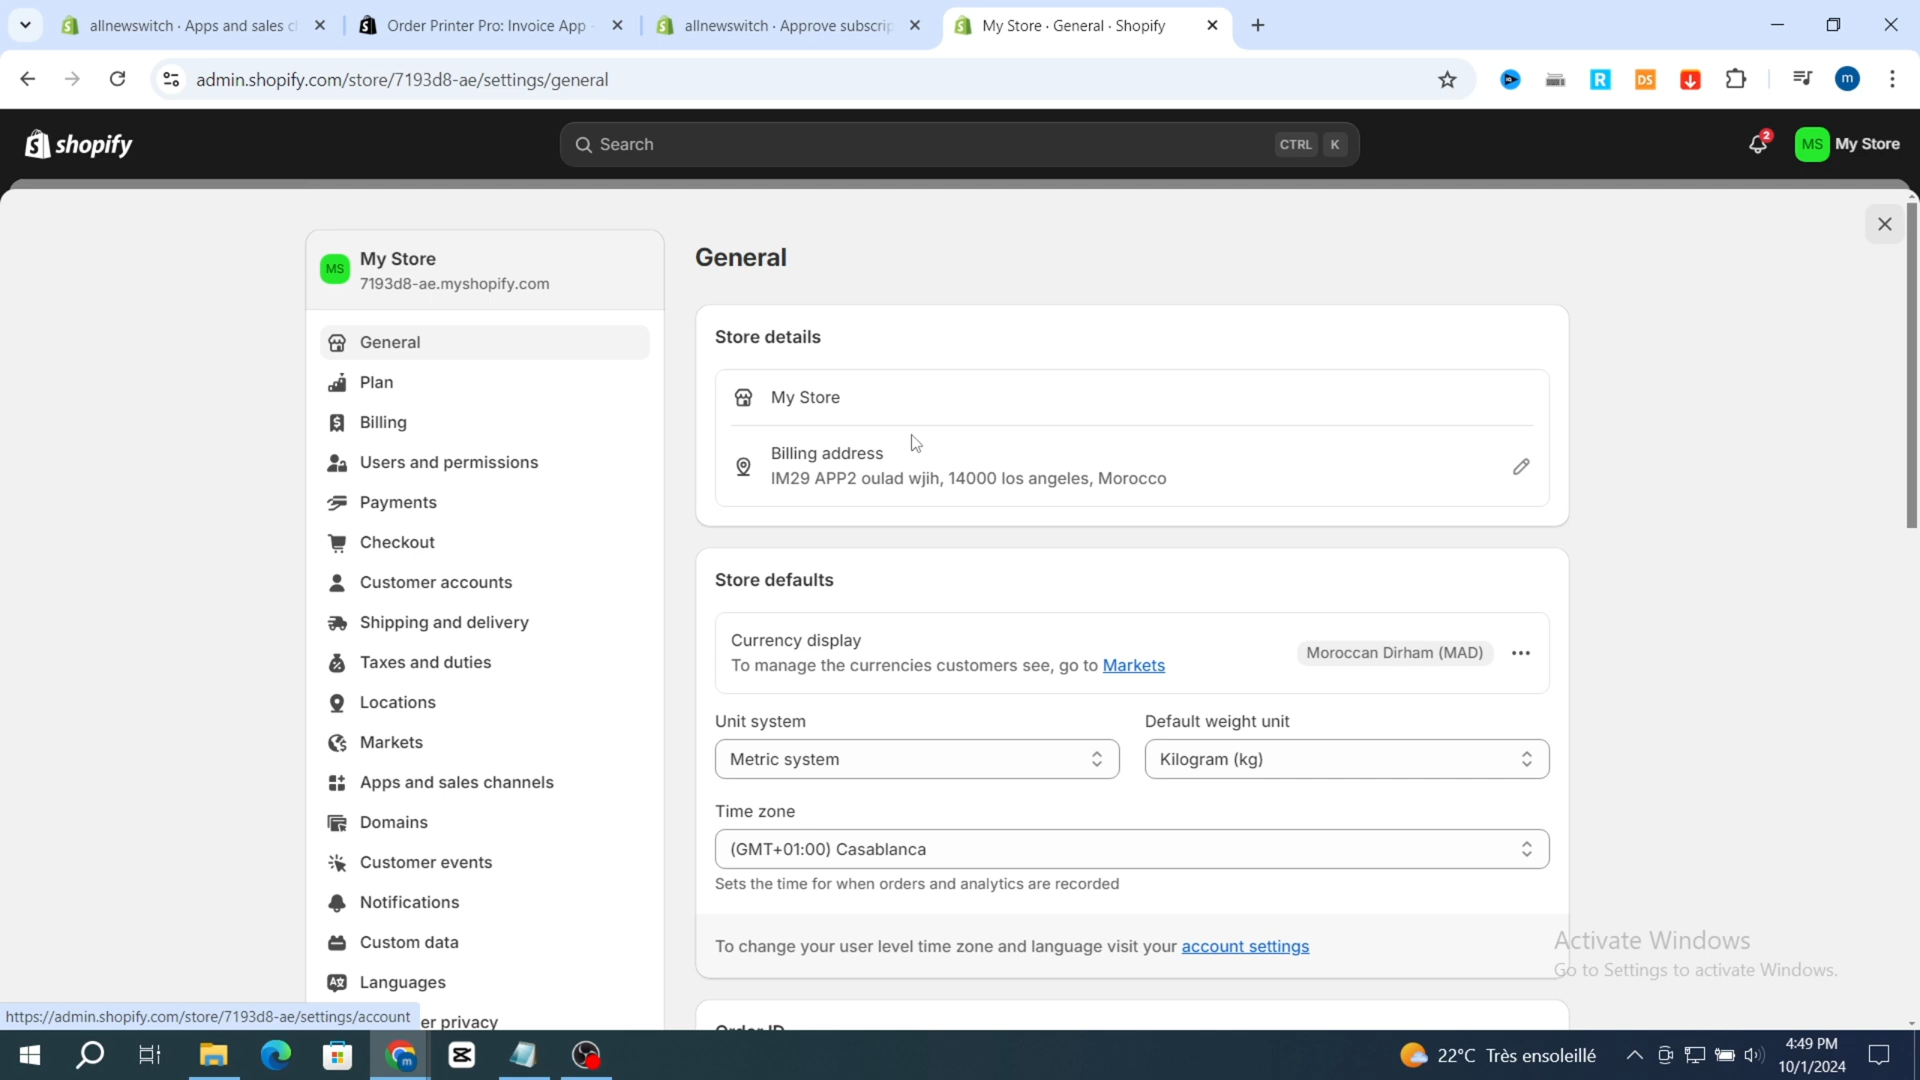 allnewswitch · Apps and sales cl
Order Printer Pro: Invoice App -
allnewswitch · Approve subscrip
My Store · General · Shopify
admin.shopify.com/store/7193d8-ae/settings/general
R
DS
m
shopify
Search
CTRL K
2
MS My Store
MS
My Store
7193d8-ae.myshopify.com
General
Plan
Billing
Users and permissions
Payments
Checkout
Customer accounts
Shipping and delivery
Taxes and duties
Locations
Markets
Apps and sales channels
Domains
Customer events
Notifications
Custom data
Languages
er privacy
General
Store details
My Store
Billing address
IM29 APP2 oulad wjih, 14000 los angeles, Morocco
Store defaults
Currency display
To manage the currencies customers see, go to Markets
Moroccan Dirham (MAD)
Unit system
Default weight unit
Metric system
Kilogram (kg)
Time zone
(GMT+01:00) Casablanca
Sets the time for when orders and analytics are recorded
To change your user level time zone and language visit your account settings
Order ID
Activate Windows
Go to Settings to activate Windows.
https://admin.shopify.com/store/7193d8-ae/settings/account
22°C Très ensoleillé
4:49 PM
10/1/2024